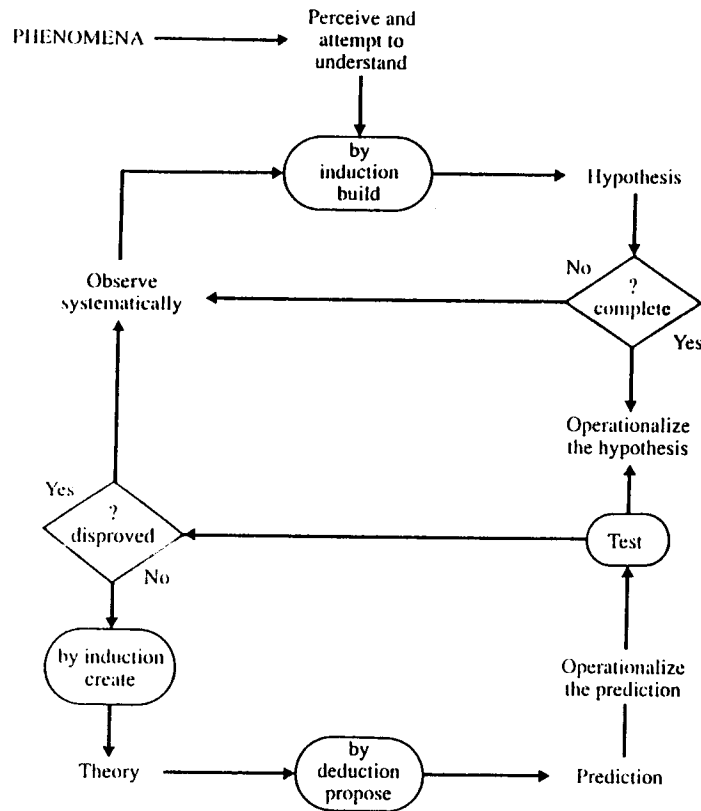 PHENOMENA
Perceive and
attempt to
understand
by
induction
build
Hypothesis
No
?
complete
Yes
Observe
systematically
Operationalize
the hypothesis
Yes
?
disproved
No
Test
by induction
create
Operationalize
the prediction
Theory
by
deduction
propose
Prediction